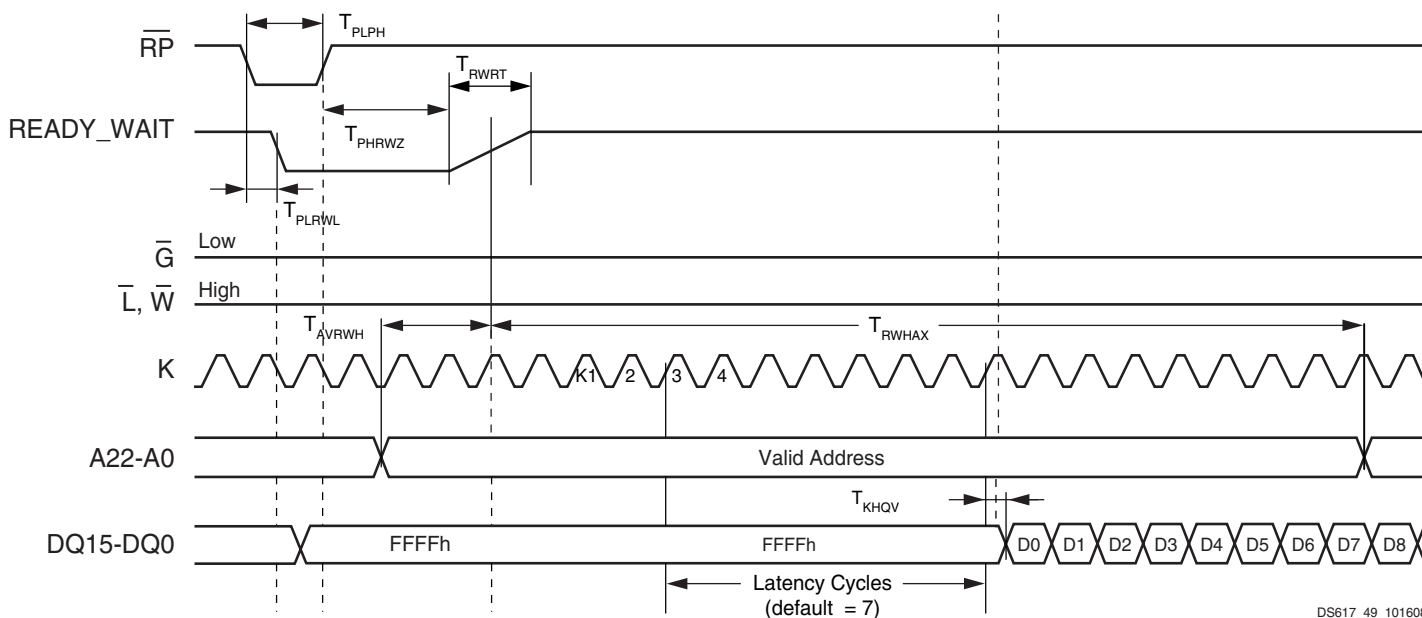 T_PLPH
RP
T_RWRT
READY_WAIT
T_PHRWZ
T_PLRWL
G Low
L, W High
T_AVRWH
T_RWHAX
K K1 2 3 4
A22-A0 Valid Address
T_KHQV
DQ15-DQ0 FFFFh FFFFh D0 D1 D2 D3 D4 D5 D6 D7 D8
Latency Cycles
(default = 7)
DS617_49_101608